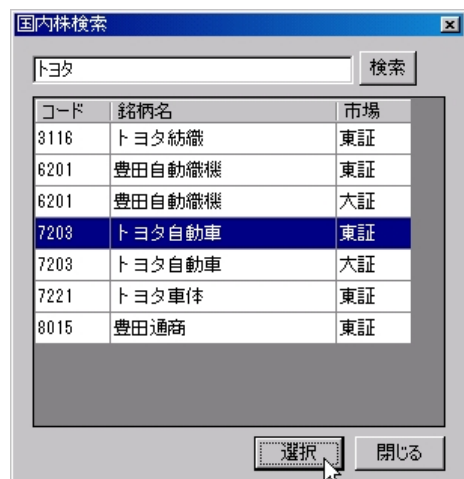 国内株検索
トヨタ 検索
コード 銘柄名 市場
3116 トヨタ紡織 東証
6201 豊田自動織機 東証
6201 豊田自動織機 大証
7203 トヨタ自動車 東証
7203 トヨタ自動車 大証
7221 トヨタ車体 東証
8015 豊田通商 東証
選択 閉じる